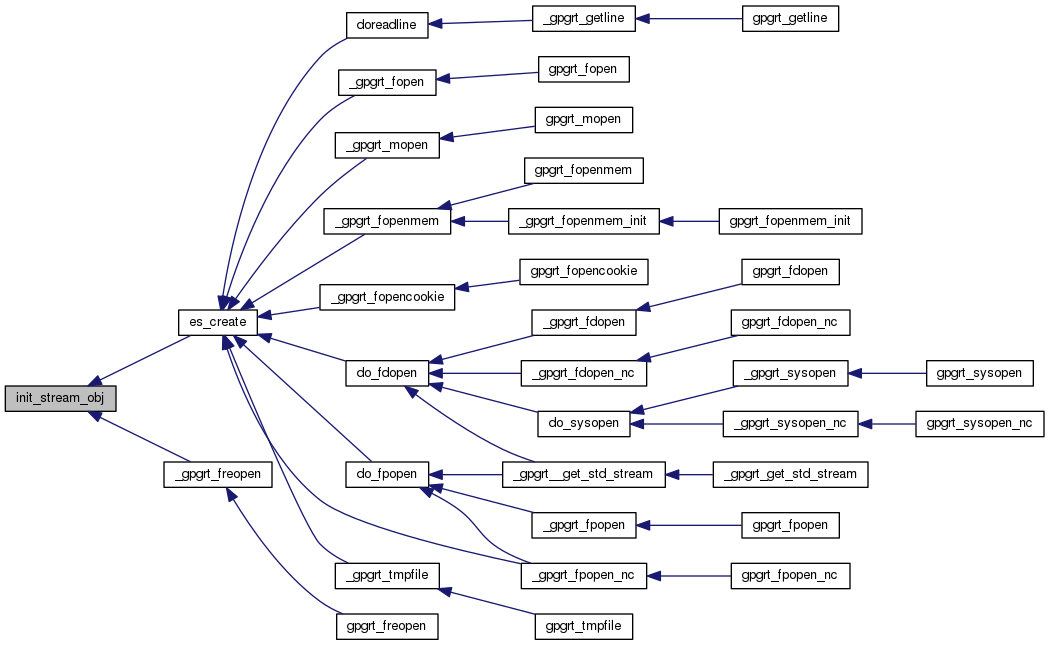 doreadline
_gpgrt_getline
gpgrt_getline
_gpgrt_fopen
gpgrt_fopen
_gpgrt_mopen
gpgrt_mopen
gpgrt_fopenmem
_gpgrt_fopenmem
_gpgrt_fopenmem_init
gpgrt_fopenmem_init
_gpgrt_fopencookie
gpgrt_fopencookie
gpgrt_fdopen
es_create
_gpgrt_fdopen
gpgrt_fdopen_nc
do_fdopen
_gpgrt_fdopen_nc
_gpgrt_sysopen
gpgrt_sysopen
init_stream_obj
do_sysopen
_gpgrt_sysopen_nc
gpgrt_sysopen_nc
_gpgrt_freopen
do_fpopen
_gpgrt__get_std_stream
_gpgrt_get_std_stream
_gpgrt_fpopen
gpgrt_fpopen
_gpgrt_tmpfile
_gpgrt_fpopen_nc
gpgrt_fpopen_nc
gpgrt_freopen
gpgrt_tmpfile